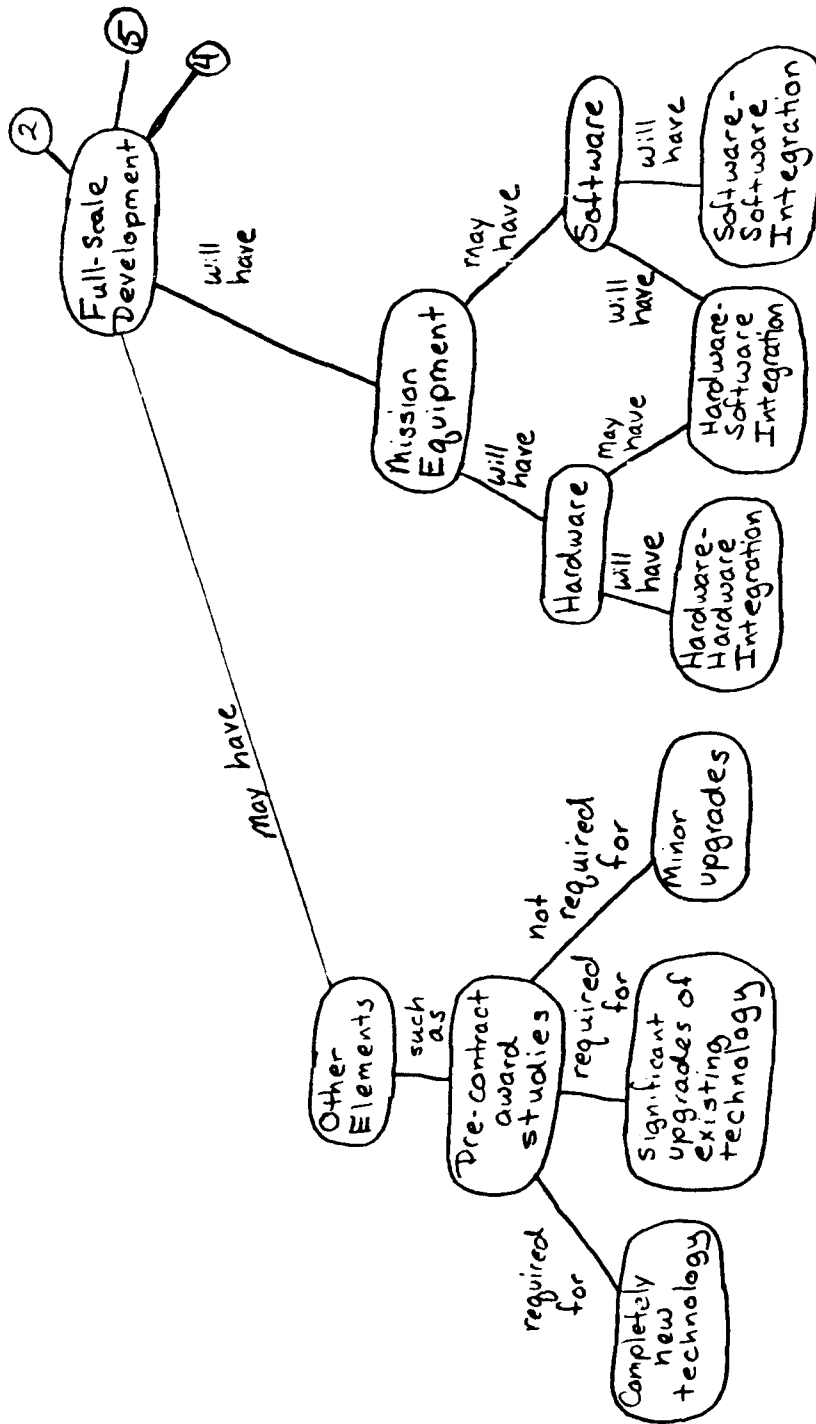 2
5
4
Full-Scale
Development
May have
will
have
Other
Elements
Mission
Equipment
such
as
will
have
May
have
Pre-contract
award
studies
Hardware
Software
required
for
required
for
not
required
for
will
have
may
have
will
have
will
have
Completely
new
technology
Significant
upgrades of
existing
technology
Minor
upgrades
Hardware-
Hardware
Integration
Hardware-
Software
Integration
Software-
Software
Integration